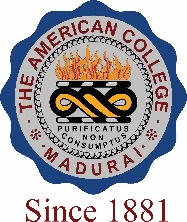 THE AMERICAN COLLEGE
PURIFICATUS
NON
CONSUMPTUS
MADURAI
Since 1881